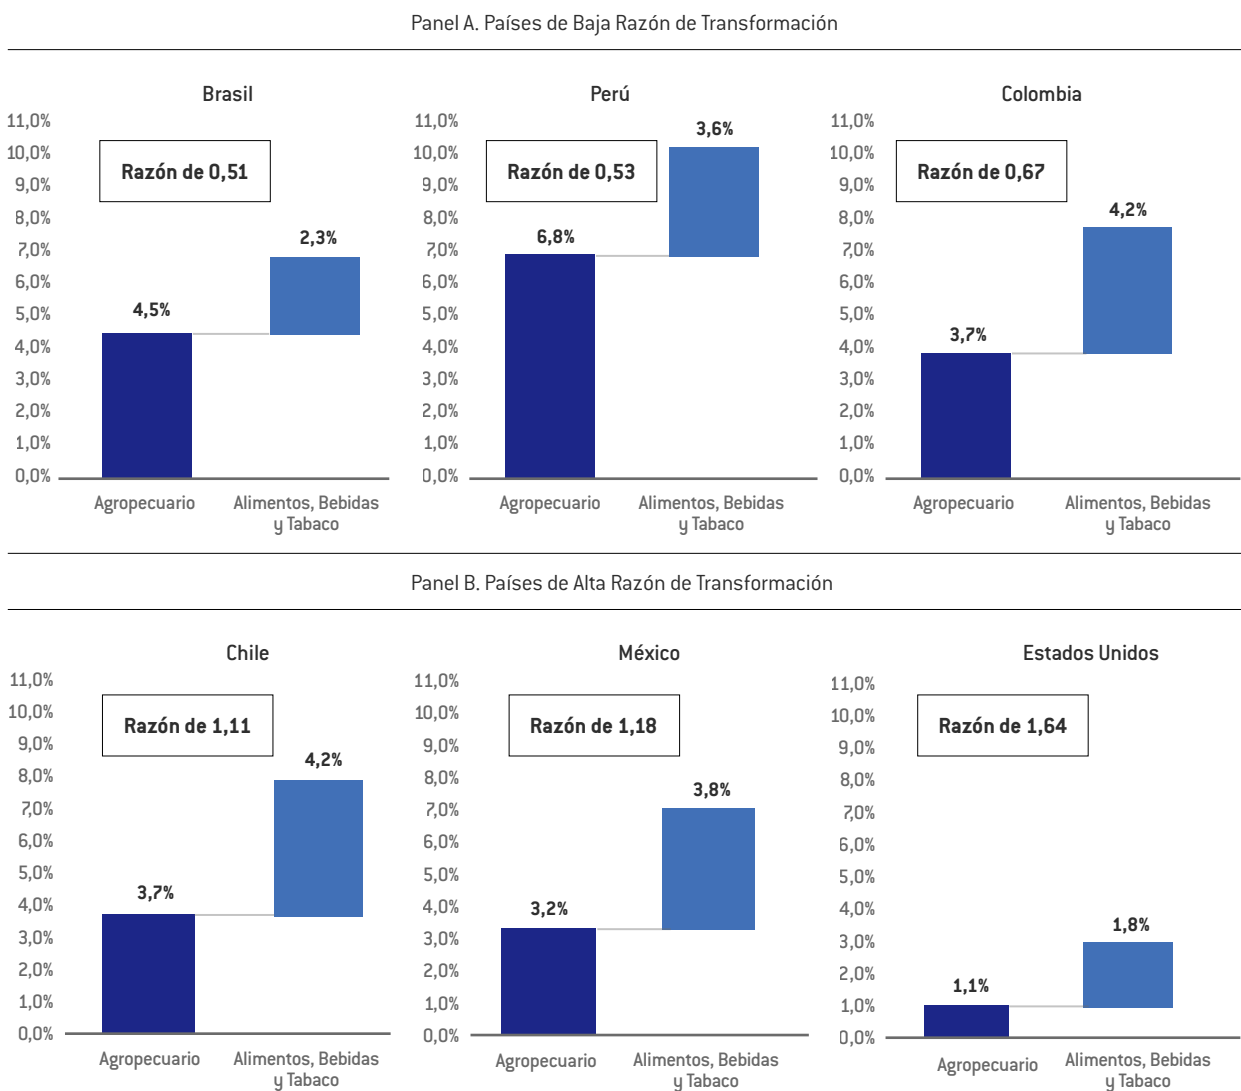 Panel A. Países de Baja Razón de Transformación
Brasil
11,0%
10,0%
9,0%
8,0%
7,0%
6,0%
5,0%
4,0%
3,0%
2,0%
1,0%
0,0%
Razón de 0,51
4,5%
2,3%
Agropecuario
Alimentos, Bebidas
y Tabaco
Perú
11,0%
10,0%
9,0%
8,0%
7,0%
6,0%
5,0%
4,0%
3,0%
2,0%
1,0%
0,0%
Razón de 0,53
6,8%
3,6%
Agropecuario
Alimentos, Bebidas
y Tabaco
Colombia
11,0%
10,0%
9,0%
8,0%
7,0%
6,0%
5,0%
4,0%
3,0%
2,0%
1,0%
0,0%
Razón de 0,67
3,7%
4,2%
Agropecuario
Alimentos, Bebidas
y Tabaco
Panel B. Países de Alta Razón de Transformación
Chile
11,0%
10,0%
9,0%
8,0%
7,0%
6,0%
5,0%
4,0%
3,0%
2,0%
1,0%
0,0%
Razón de 1,11
3,7%
4,2%
Agropecuario
Alimentos, Bebidas
y Tabaco
México
11,0%
10,0%
9,0%
8,0%
7,0%
6,0%
5,0%
4,0%
3,0%
2,0%
1,0%
0,0%
Razón de 1,18
3,2%
3,8%
Agropecuario
Alimentos, Bebidas
y Tabaco
Estados Unidos
11,0%
10,0%
9,0%
8,0%
7,0%
6,0%
5,0%
4,0%
3,0%
2,0%
1,0%
0,0%
Razón de 1,64
1,1%
1,8%
Agropecuario
Alimentos, Bebidas
y Tabaco